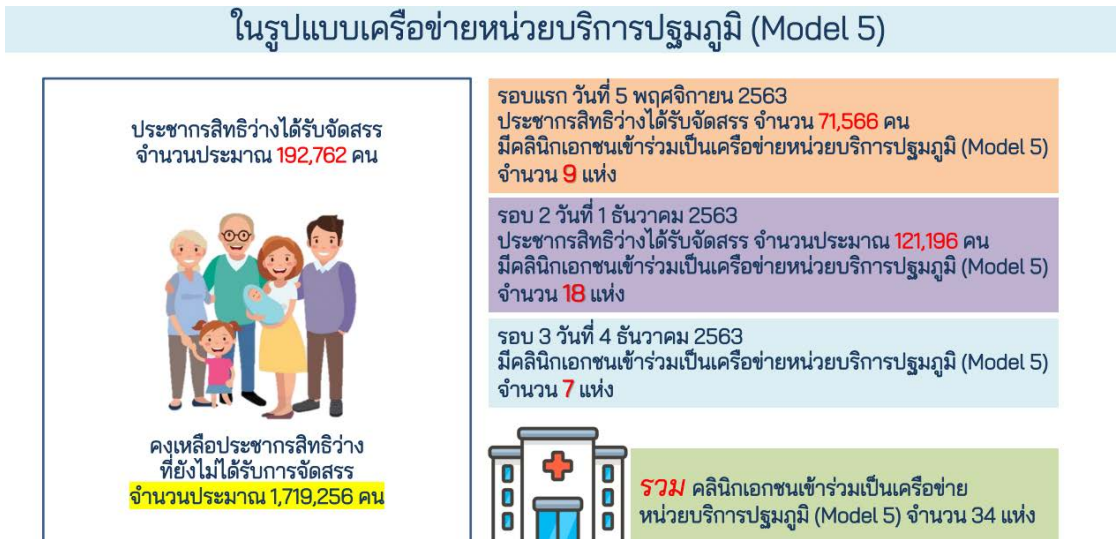 ในรูปแบบเครือข่ายหน่วยบริการปฐมภูมิ (Model 5)
ประชากรสิทธิว่างได้รับจัดสรร
จำนวนประมาณ 192,762 คน
คงเหลือประชากรสิทธิว่าง
ที่ยังไม่ได้รับการจัดสรร
จำนวนประมาณ 1,719,256 คน
รอบแรก วันที่ 5 พฤศจิกายน 2563
ประชากรสิทธิว่างได้รับจัดสรร จำนวน 71,566 คน
มีคลินิกเอกชนเข้าร่วมเป็นเครือข่ายหน่วยบริการปฐมภูมิ (Model 5)
จำนวน 9 แห่ง
รอบ 2 วันที่ 1 ธันวาคม 2563
ประชากรสิทธิว่างได้รับจัดสรร จำนวนประมาณ 121,196 คน
มีคลินิกเอกชนเข้าร่วมเป็นเครือข่ายหน่วยบริการปฐมภูมิ (Model 5)
จำนวน 18 แห่ง
รอบ 3 วันที่ 4 ธันวาคม 2563
มีคลินิกเอกชนเข้าร่วมเป็นเครือข่ายหน่วยบริการปฐมภูมิ (Model 5)
จำนวน 7 แห่ง
รวม คลินิกเอกชนเข้าร่วมเป็นเครือข่าย
หน่วยบริการปฐมภูมิ (Model 5) จำนวน 34 แห่ง